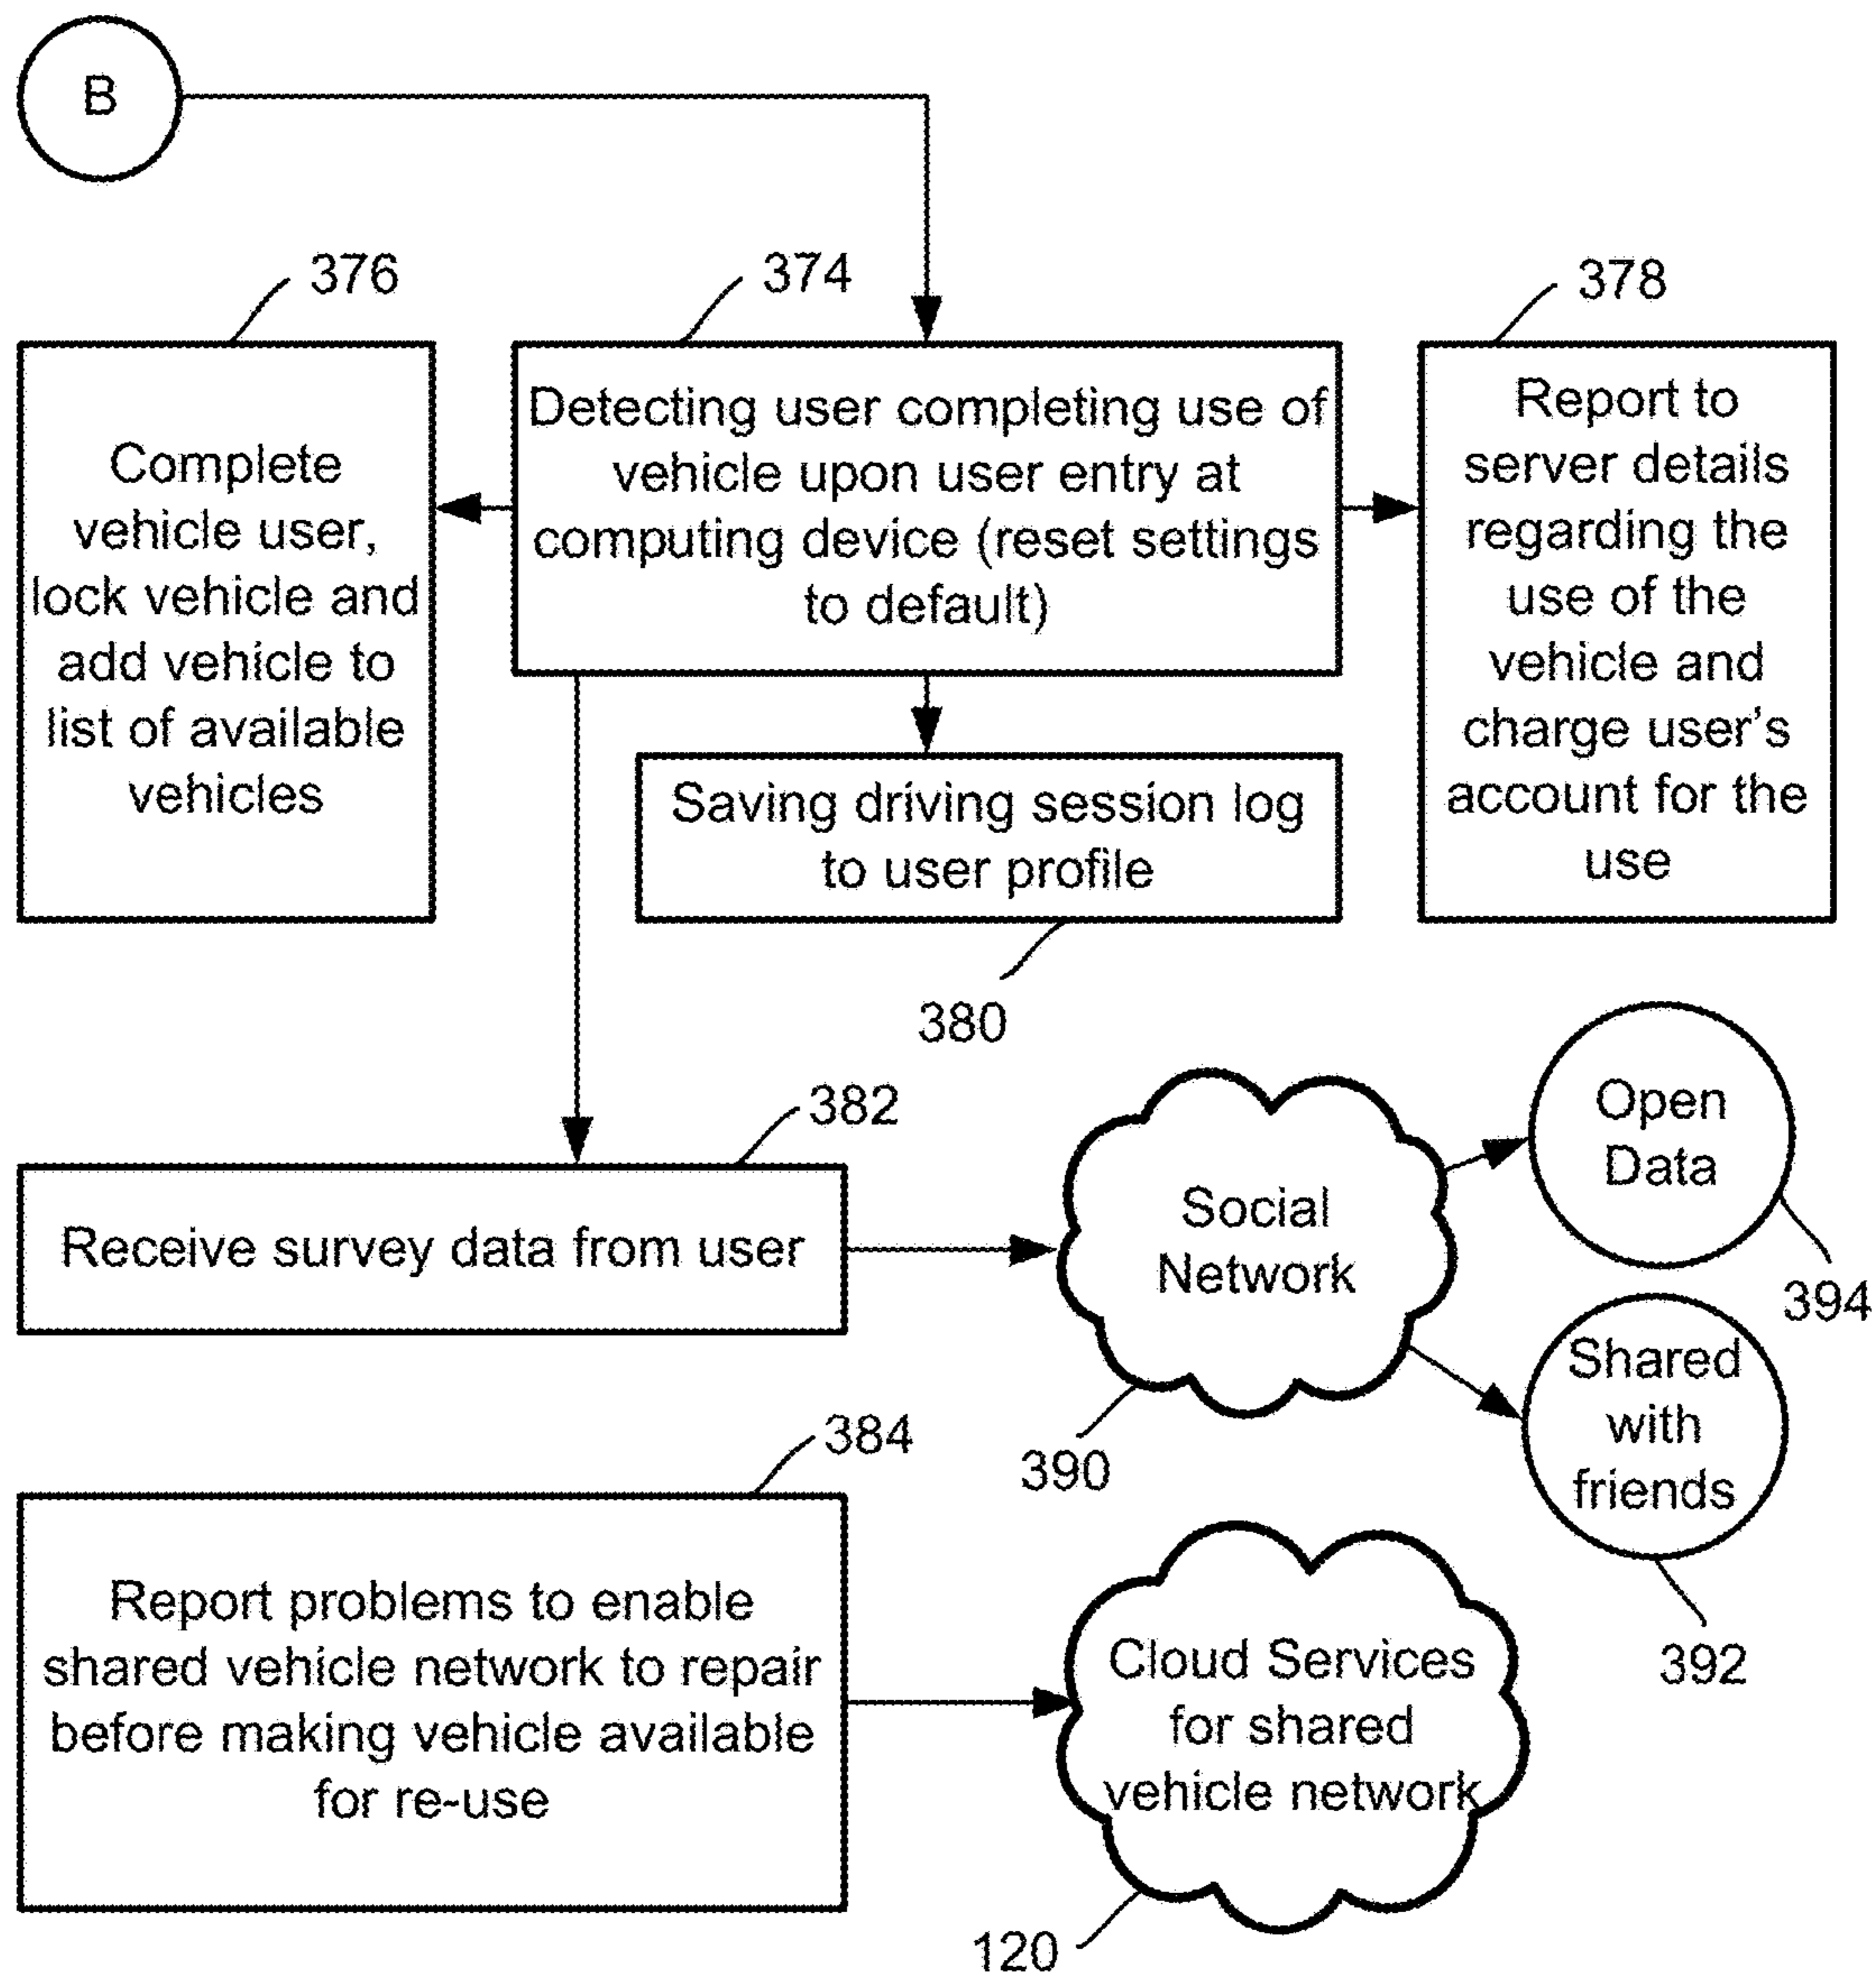 B
376
374
378
Complete
vehicle user,
lock vehicle and
add vehicle to
list of available
vehicles
Detecting user completing use of
vehicle upon user entry at
computing device (reset settings
to default)
Report to
server details
regarding the
use of the
vehicle and
charge user's
account for the
use
Saving driving session log
to user profile
380
382
Receive survey data from user
Social
Network
390
Open
Data
394
Shared
with
friends
392
384
Report problems to enable
shared vehicle network to repair
before making vehicle available
for re-use
Cloud Services
for shared
vehicle network
120